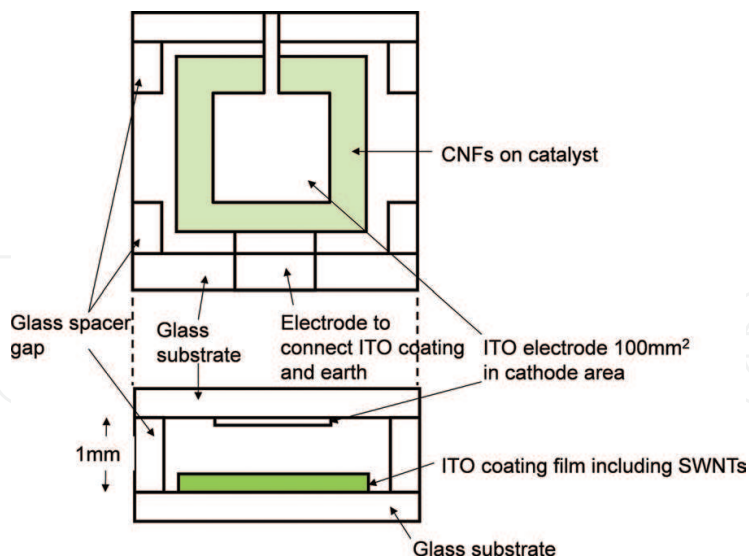 CNFs on catalyst
Glass spacer
gap
Glass
substrate
Electrode to
connect ITO coating
and earth
ITO electrode 100mm²
in cathode area
1mm
ITO coating film including SWNTs
Glass substrate